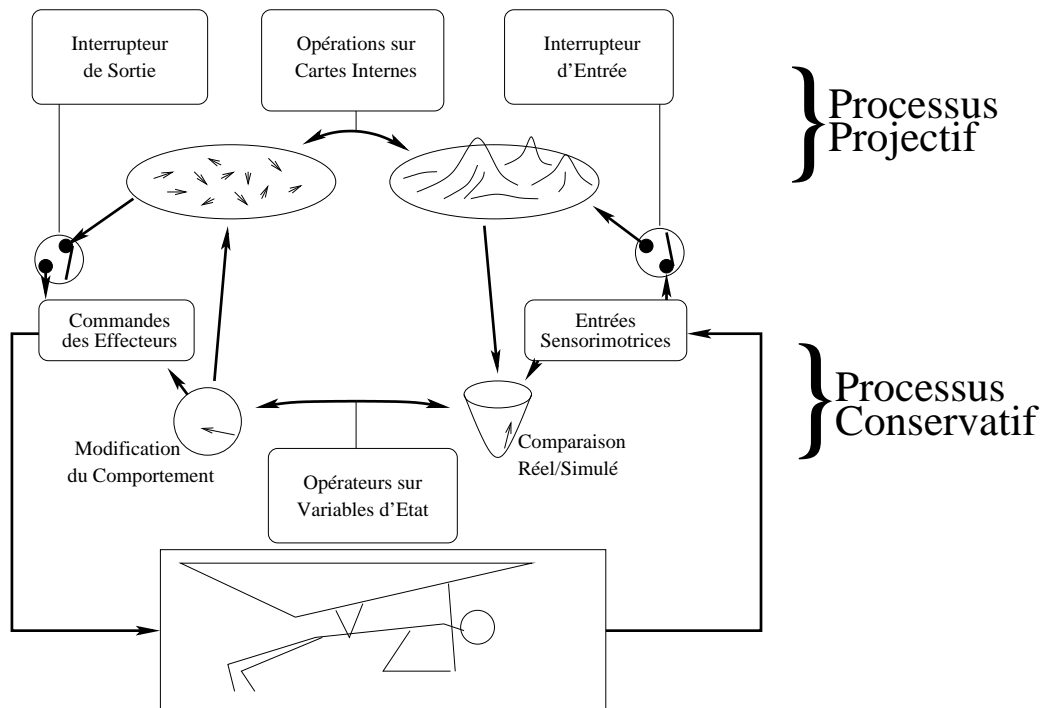 Interrupteur
de Sortie
Opérations sur
Cartes Internes
Interrupteur
d'Entrée
Processus
Projectif
Commandes
des Effecteurs
Entrées
Sensorimotrices
Processus
Conservatif
Modification
du Comportement
Comparaison
Réel/Simulé
Opérateurs sur
Variables d'Etat